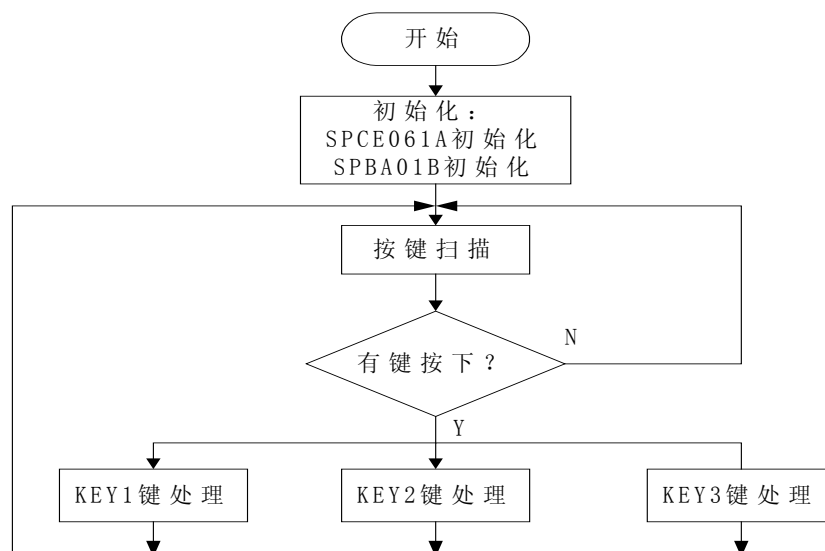 开始
初始化：
SPCE061A初始化
SPBA01B初始化
按键扫描
有键按下？
N
Y
KEY1键处理
KEY2键处理
KEY3键处理